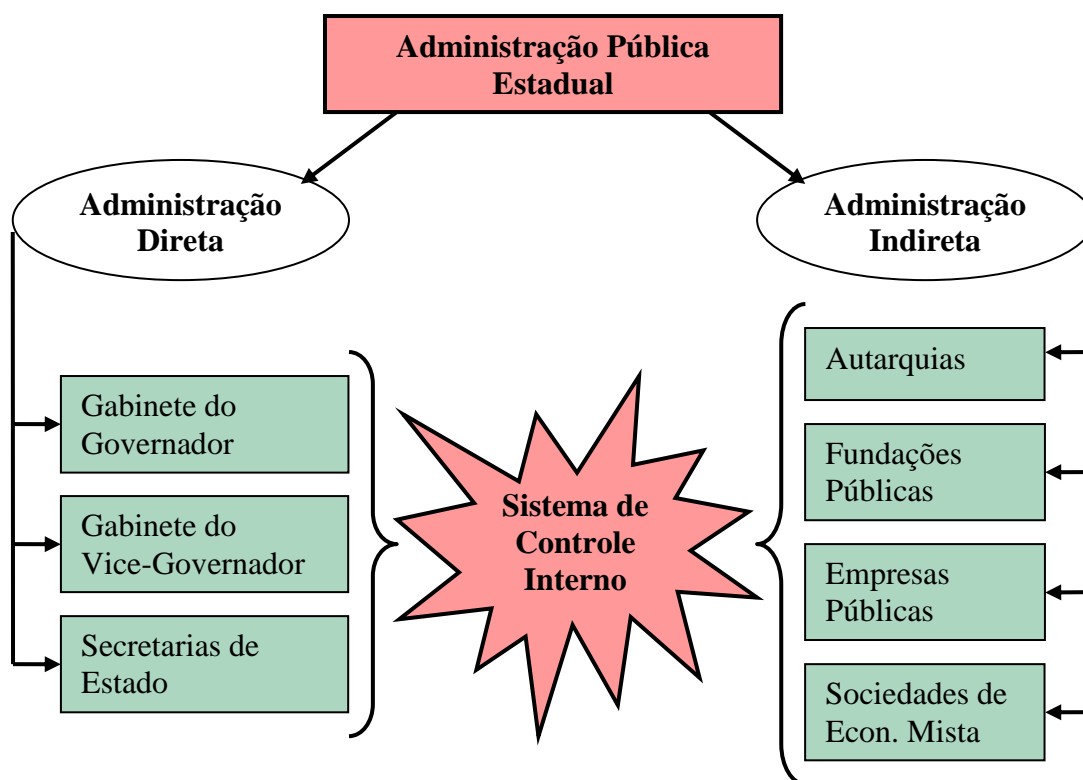 Administração Pública
Estadual
Administração
Direta
Administração
Indireta
Gabinete do
Governador
Gabinete do
Vice-Governador
Secretarias de
Estado
Sistema de
Controle
Interno
Autarquias
Fundações
Públicas
Empresas
Públicas
Sociedades de
Econ. Mista